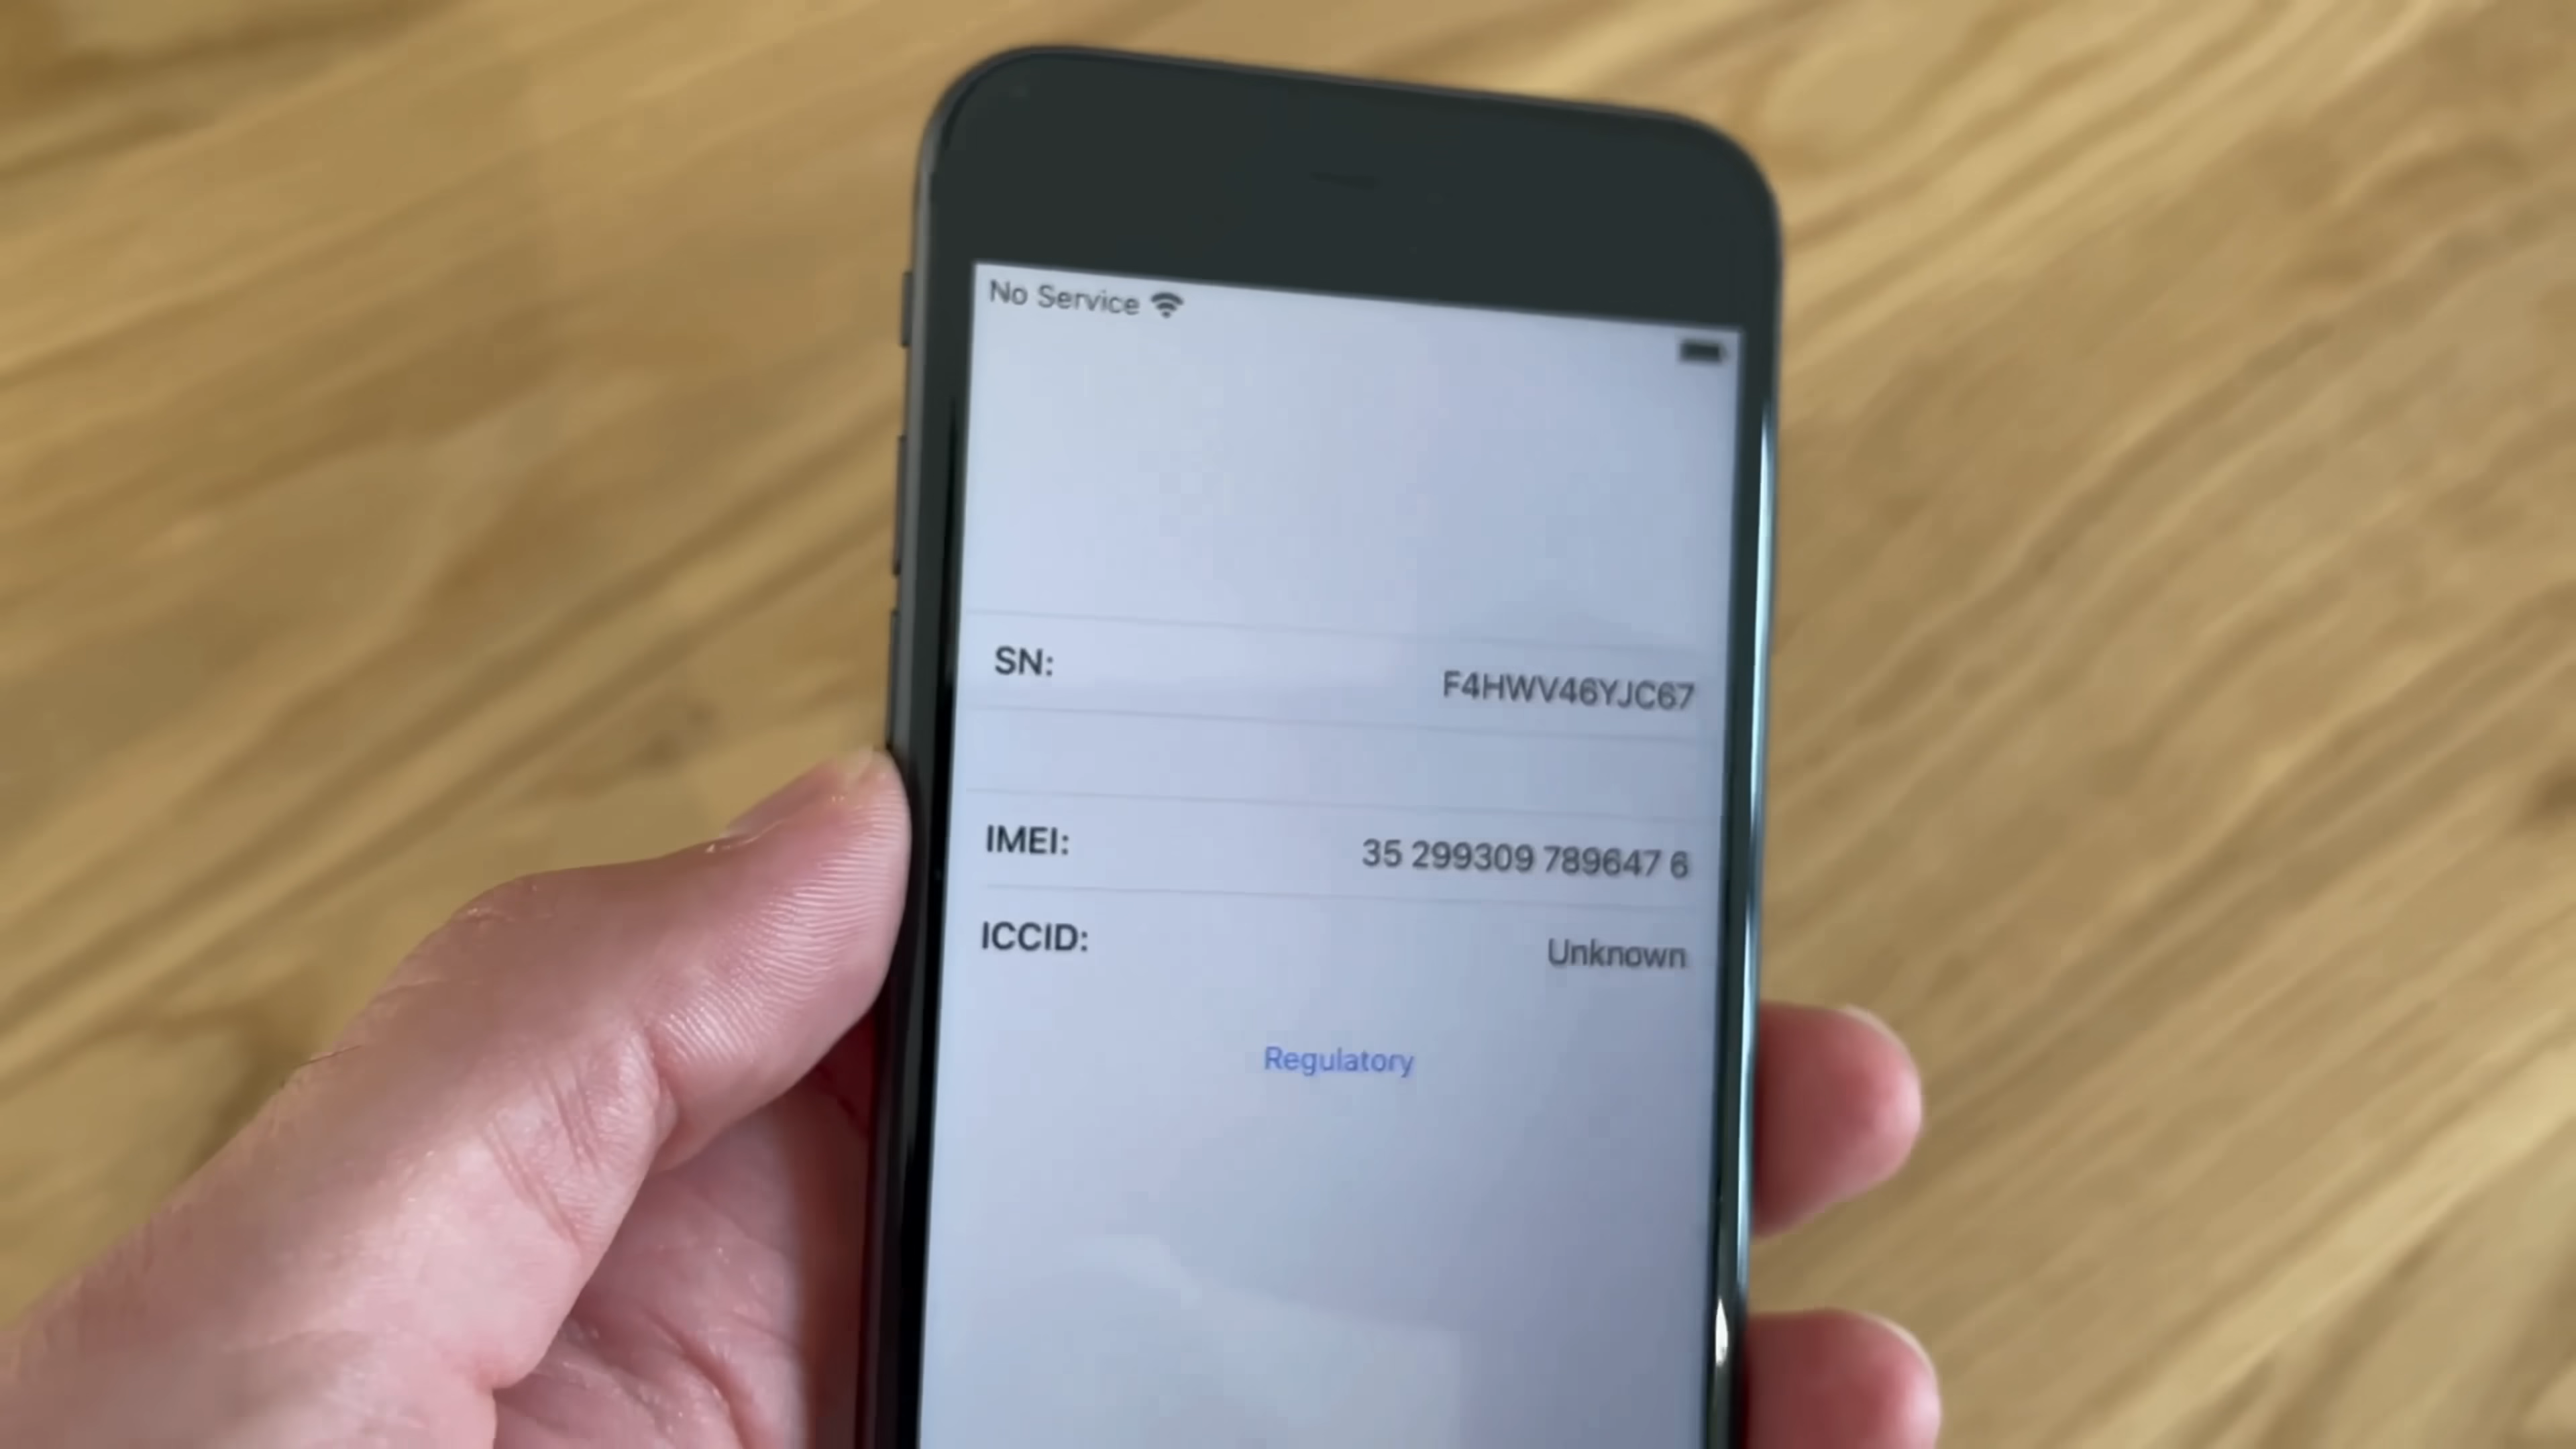 No Service
SN: F4HWV46YJC67
IMEI: 35 299309 789647 6
ICCID: Unknown
Regulatory